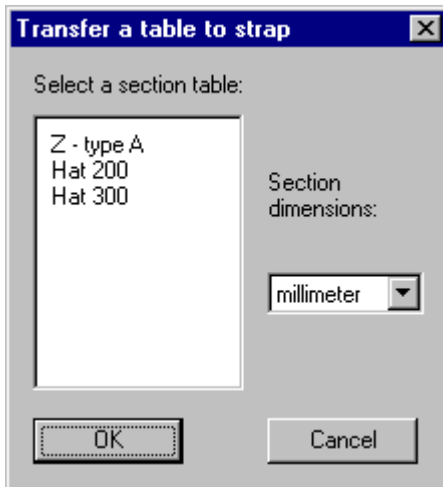 Transfer a table to strap
Select a section table:
Z - type A
Hat 200
Hat 300
Section
dimensions:
millimeter
OK
Cancel